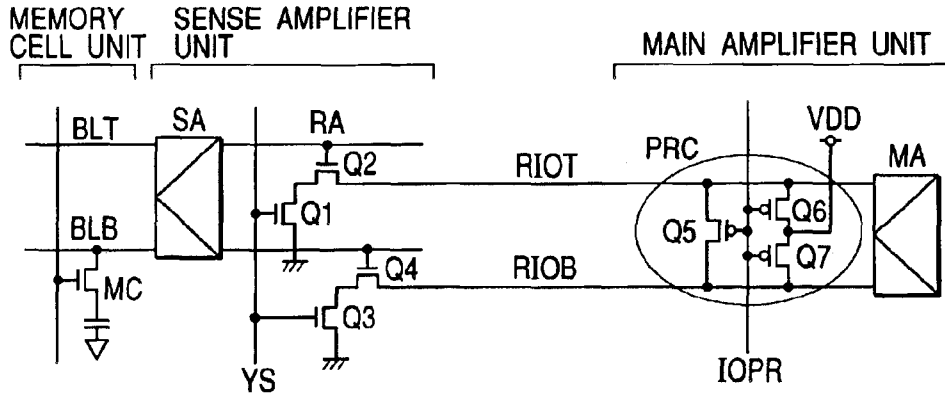 MEMORY
CELL UNIT
SENSE AMPLIFIER
UNIT
MAIN AMPLIFIER UNIT
BLT
SA
RA
VDD
PRC
MA
Q2
RIOT
Q1
Q6
Q5
BLB
Q4
Q7
MC
RIOB
Q3
YS
IOPR